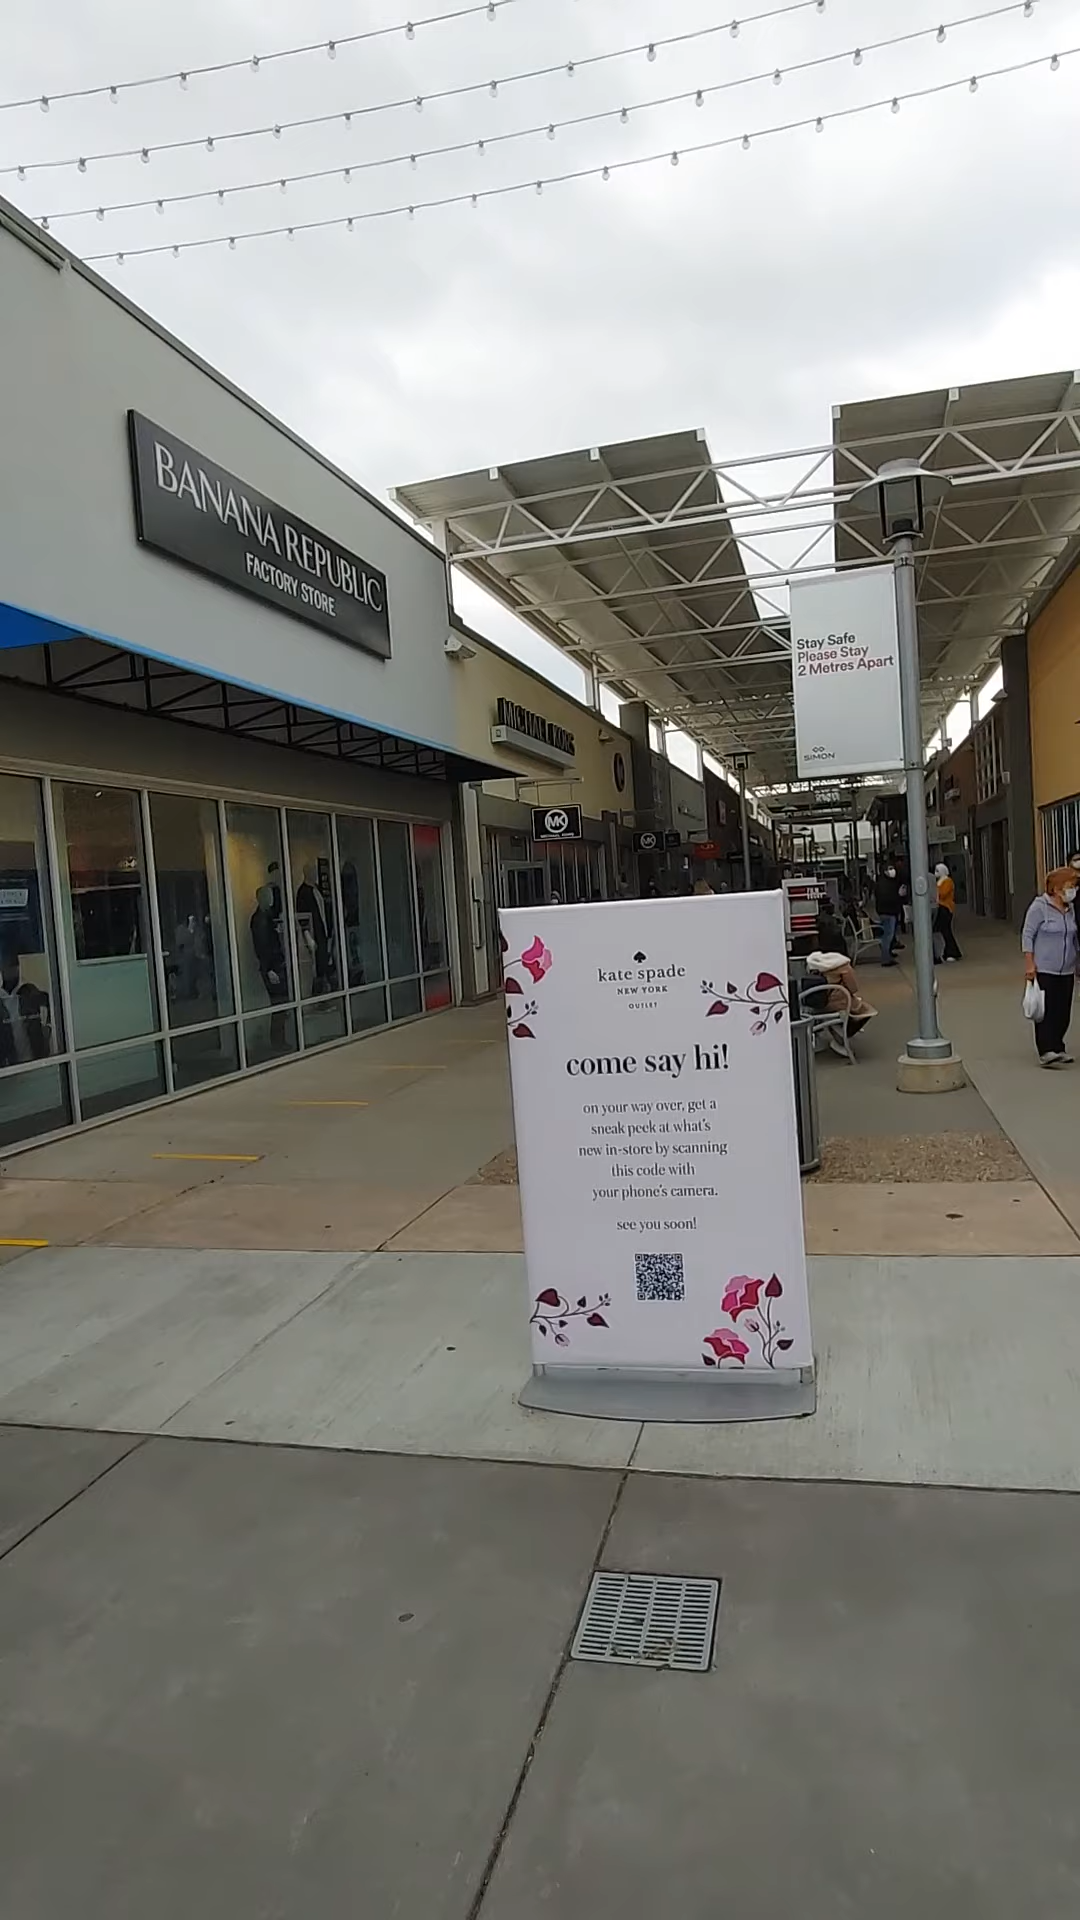 BANANA REPUBLIC
FACTORY STORE
MICHAEL KORS
MK
MK
Stay Safe
Please Stay
2 Metres Apart
SIMON
kate spade
NEW YORK
OUTLET
come say hi!
on your way over, get a
sneak peek at what's
new in-store by scanning
this code with
your phone's camera.
see you soon!